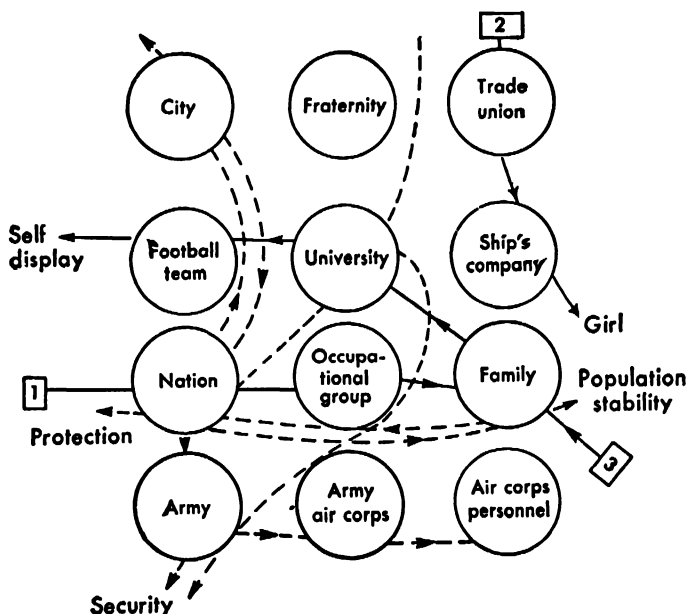 2
City
Fraternity
Trade
union
Self
display
Football
team
University
Ship's
company
Girl
1
Nation
Occupa-
tional
group
Family
Population
stability
Protection
3
Army
Army
air corps
Air corps
personnel
Security